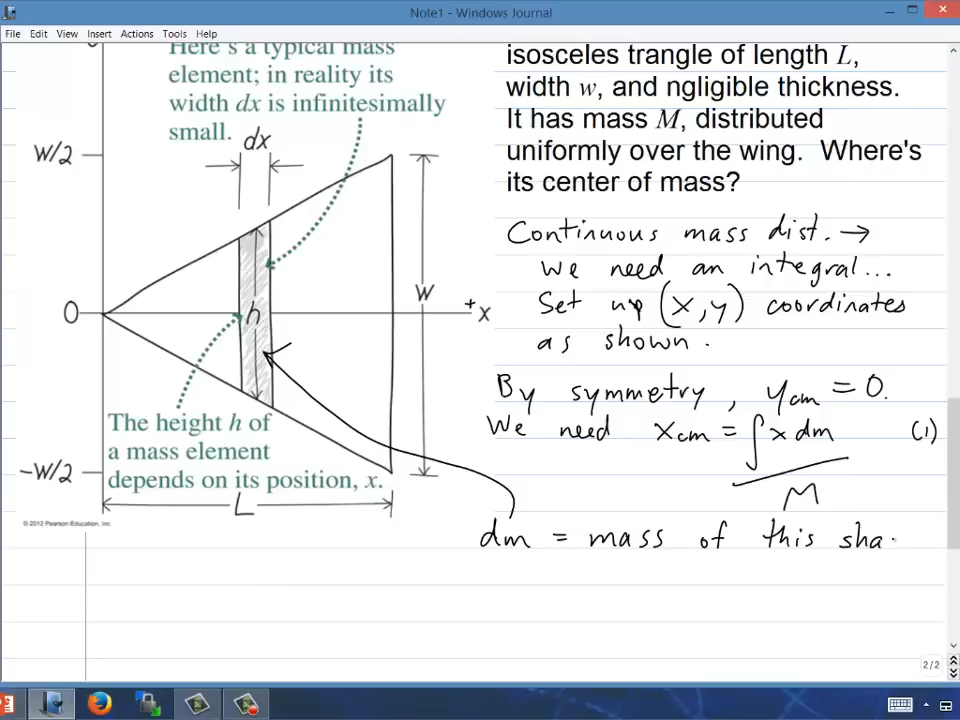 Note1 - Windows Journal
File Edit View Insert Actions Tools Help
Here's a typical mass
element; in reality its
width dx is infinitesimally
small.
dx
W/2
0
h
W
+x
The height h of
a mass element
depends on its position, x.
-W/2
L
© 2012 Pearson Education, Inc.
isosceles trangle of length L,
width w, and ngligible thickness.
It has mass M, distributed
uniformly over the wing. Where's
its center of mass?
Continuous mass dist. →
We need an integral...
Set up (x,y) coordinates
as shown.
By symmetry, ycm = 0.
We need xcm = ∫ x dm (1)
M
dm = mass of this sha
2/2